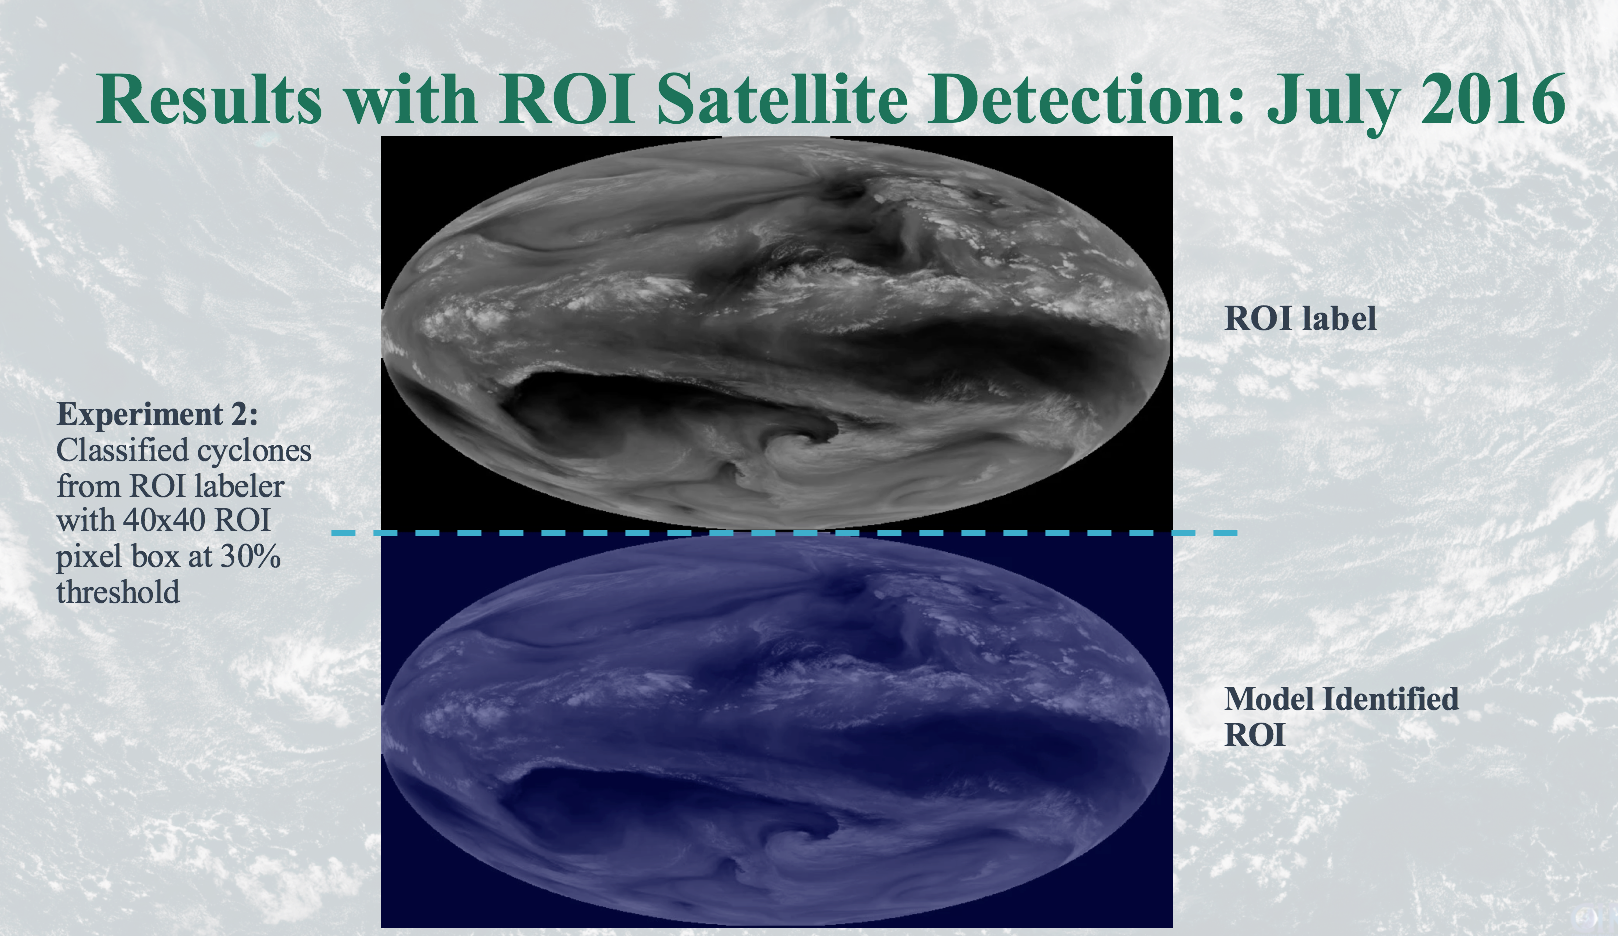 Results with ROI Satellite Detection: July 2016
ROI label
Experiment 2:
Classified cyclones
from ROI labeler
with 40x40 ROI
pixel box at 30%
threshold
Model Identified
ROI